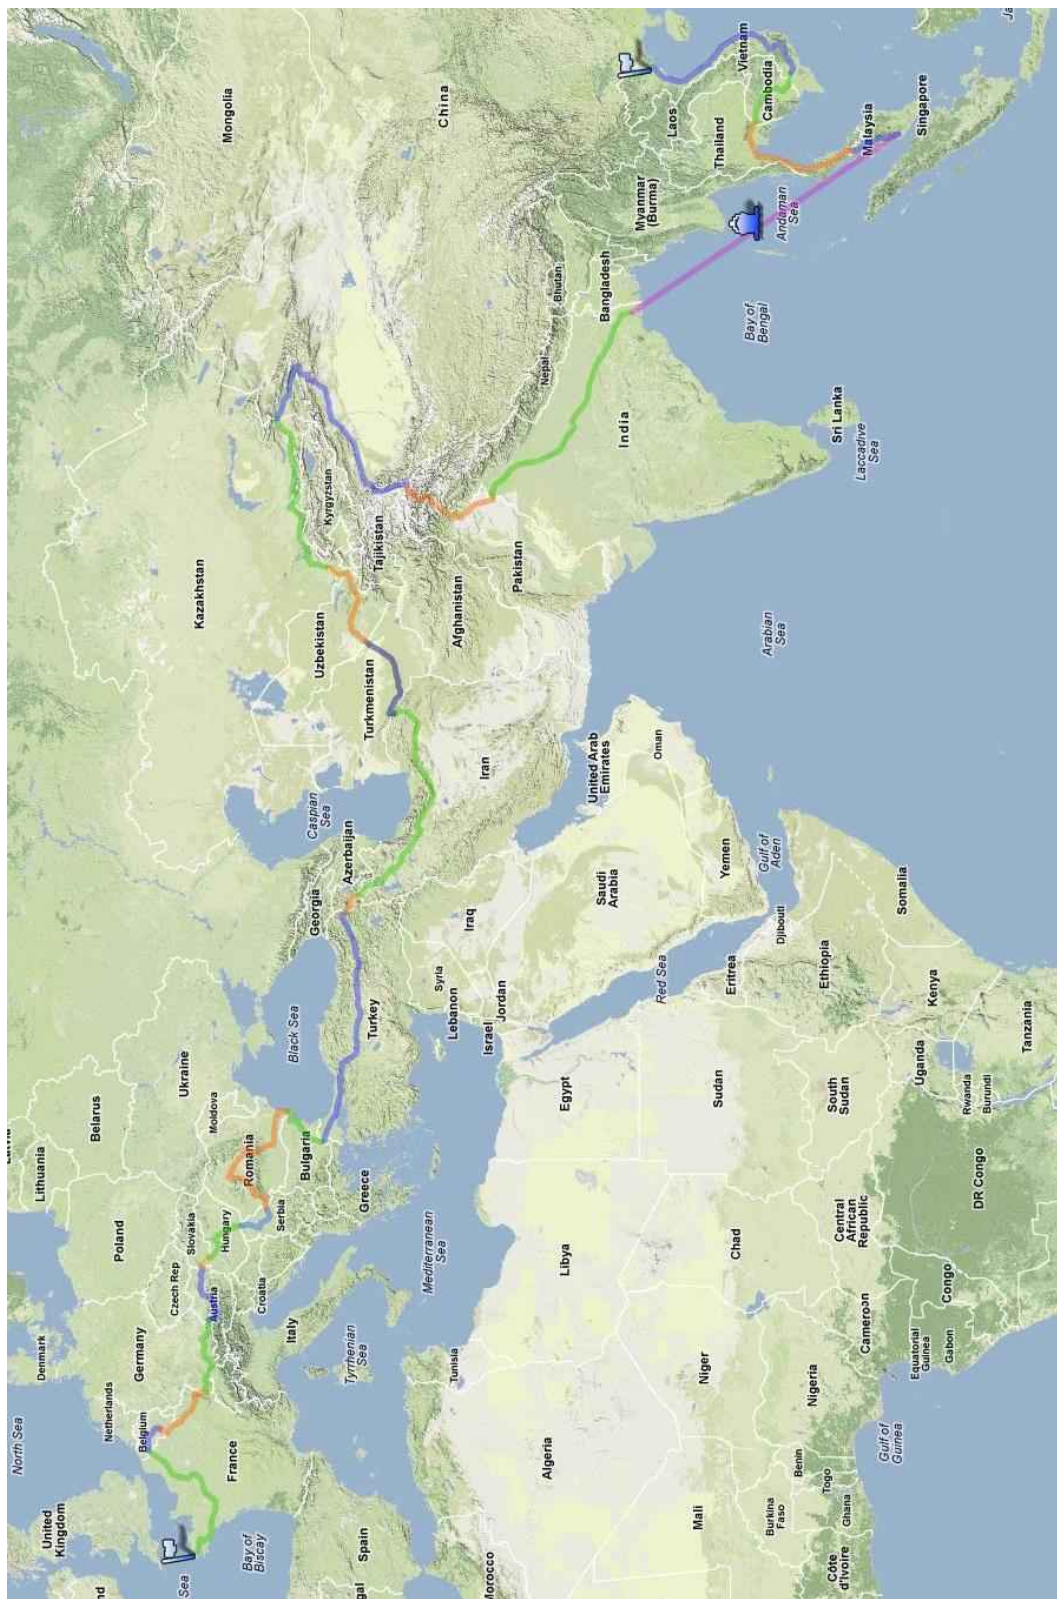 North Sea
United
Kingdom
Sea
Bay of
Biscay
Denmark
Netherlands
Belgium
Germany
France
Spain
Lithuania
Belarus
Poland
Czech Rep
Slovakia
Austria
Hungary
Croatia
Italy
Tyrrhenian
Sea
Mediterranean
Sea
Ukraine
Moldova
Romania
Serbia
Bulgaria
Greece
Black Sea
Turkey
Georgia
Azerbaijan
Caspian
Sea
Syria
Lebanon
Israel
Jordan
Iraq
Iran
Kazakhstan
Uzbekistan
Turkmenistan
Kyrgyzstan
Tajikistan
Afghanistan
Pakistan
Mongolia
China
Nepal
Bhutan
Bangladesh
India
Myanmar
(Burma)
Laos
Thailand
Vietnam
Cambodia
Malaysia
Singapore
Andaman
Sea
Bay of
Bengal
Sri Lanka
Laccadive
Sea
Arabian
Sea
United Arab
Emirates
Oman
Saudi
Arabia
Yemen
Gulf of
Aden
Red Sea
Djibouti
Eritrea
Ethiopia
Somalia
Kenya
Uganda
Rwanda
Burundi
Tanzania
Egypt
Sudan
South
Sudan
Libya
Chad
Central
African
Republic
DR Congo
Congo
Tunisia
Algeria
Niger
Nigeria
Cameroon
Equatorial
Guinea
Gabon
Gulf of
Guinea
Morocco
Mali
Burkina
Faso
Benin
Togo
Ghana
Côte
d'Ivoire